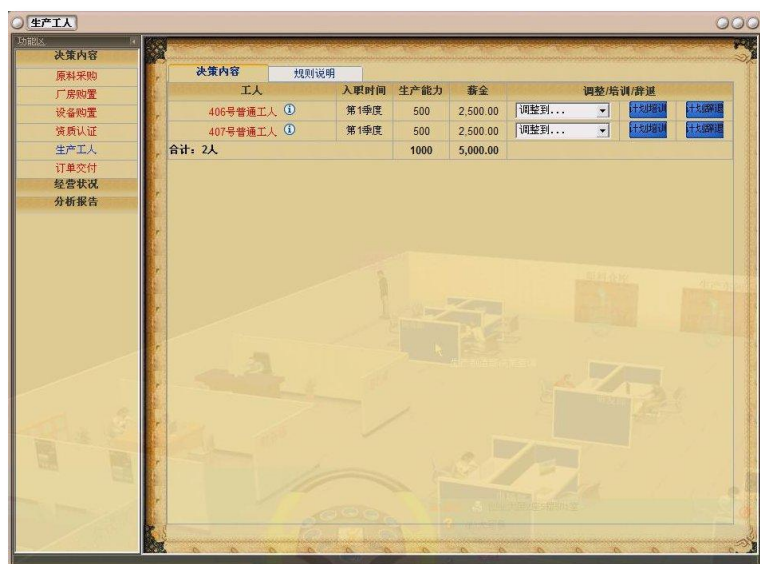 生产工人
功能区
决策内容
原料采购
厂房购置
设备购置
资质认证
生产工人
订单交付
经营状况
分析报告
决策内容 规则说明
工人 入职时间 生产能力 薪金 调整/培训/辞退
406号普通工人 第1季度 500 2,500.00 调整到... 计划培训 计划辞退
407号普通工人 第1季度 500 2,500.00 调整到... 计划培训 计划辞退
合计：2人 1000 5,000.00